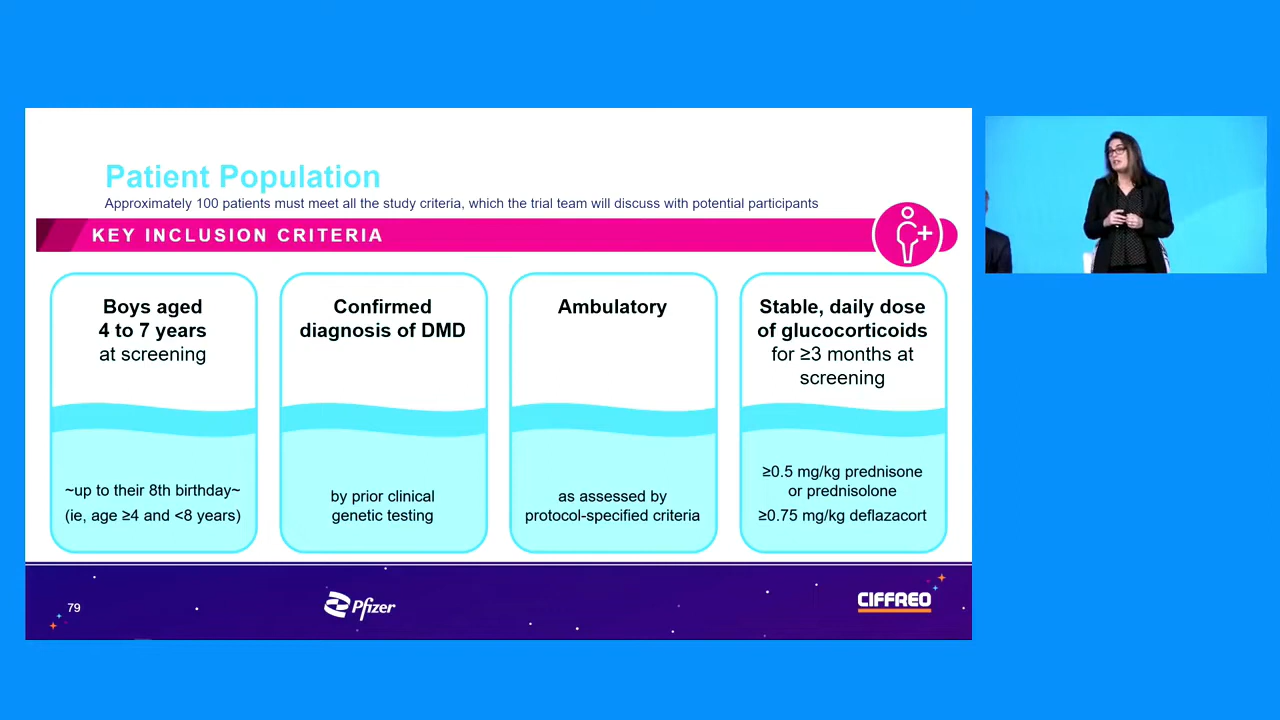 Patient Population
Approximately 100 patients must meet all the study criteria, which the trial team will discuss with potential participants
KEY INCLUSION CRITERIA
Boys aged
4 to 7 years
at screening
~up to their 8th birthday~
(ie, age ≥4 and <8 years)
Confirmed
diagnosis of DMD
by prior clinical
genetic testing
Ambulatory
as assessed by
protocol-specified criteria
Stable, daily dose
of glucocorticoids
for ≥3 months at
screening
≥0.5 mg/kg prednisone
or prednisolone
≥0.75 mg/kg deflazacort
79
Pfizer
CIFFREO